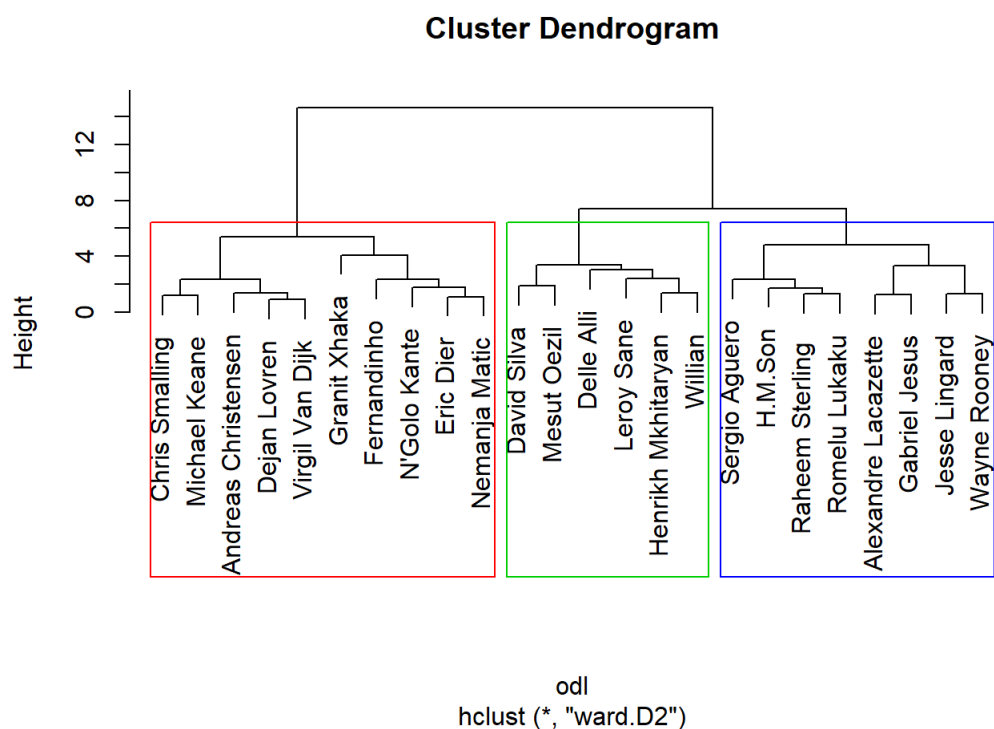 Cluster Dendrogram
Height
12
8
4
0
Chris Smalling
Michael Keane
Andreas Christensen
Dejan Lovren
Virgil Van Dijk
Granit Xhaka
Fernandinho
N'Golo Kante
Eric Dier
Nemanja Matic
David Silva
Mesut Oezil
Delle Alli
Leroy Sane
Henrikh Mkhitaryan
Willian
Sergio Aguero
H.M.Son
Raheem Sterling
Romelu Lukaku
Alexandre Lacazette
Gabriel Jesus
Jesse Lingard
Wayne Rooney
odl
hclust (*, "ward.D2")